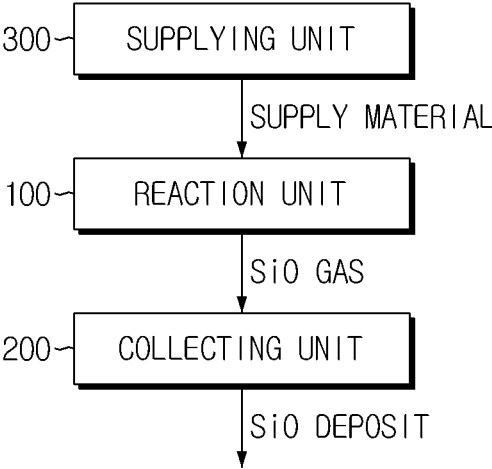 300 SUPPLYING UNIT
SUPPLY MATERIAL
100 REACTION UNIT
SiO GAS
200 COLLECTING UNIT
SiO DEPOSIT